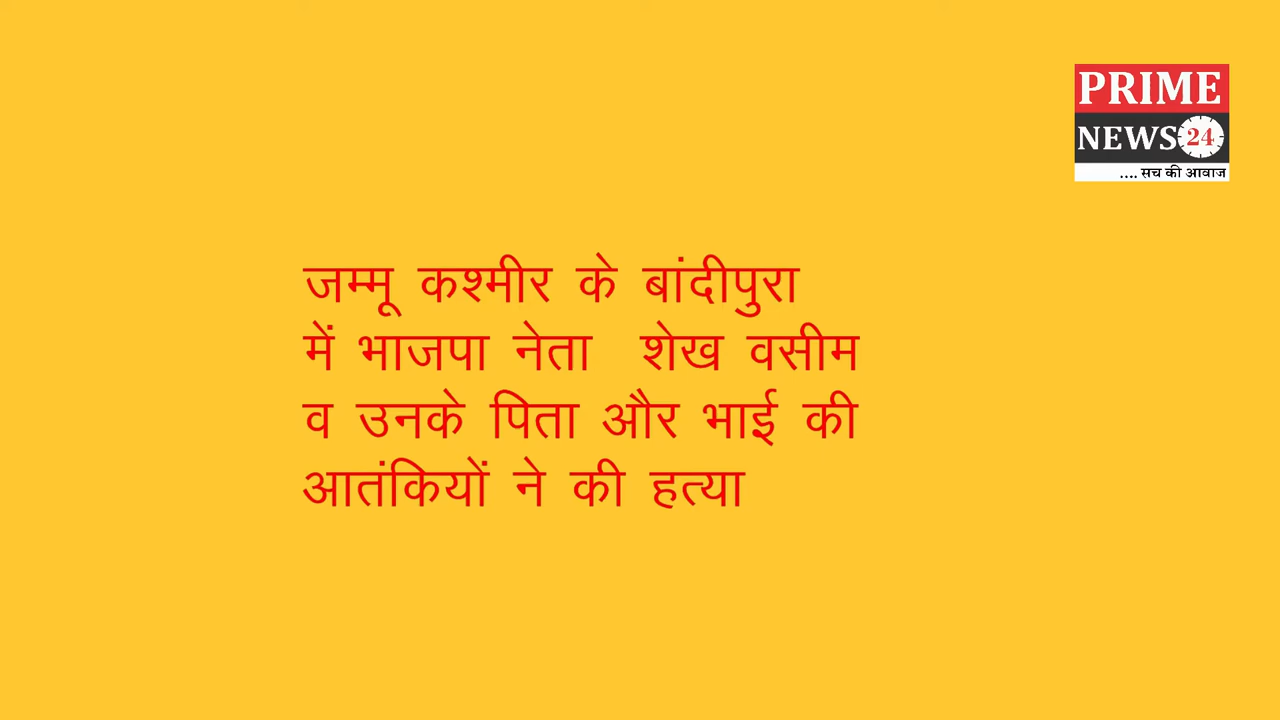 PRIME
NEWS 24
.... सच की आवाज
जम्मू कश्मीर के बांदीपुरा
में भाजपा नेता शेख वसीम
व उनके पिता और भाई की
आतंकियों ने की हत्या